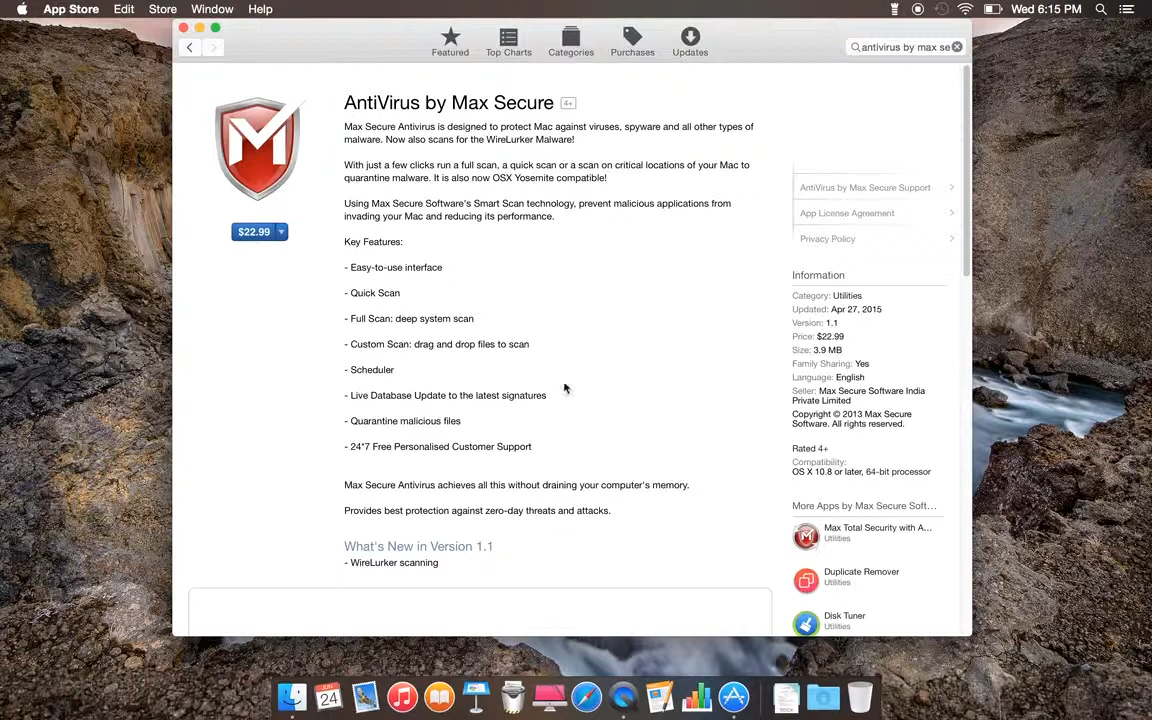 App Store Edit Store Window Help Wed 6:15 PM
Featured Top Charts Categories Purchases Updates
antivirus by max se
AntiVirus by Max Secure 4+
Max Secure Antivirus is designed to protect Mac against viruses, spyware and all other types of
malware. Now also scans for the WireLurker Malware!
With just a few clicks run a full scan, a quick scan or a scan on critical locations of your Mac to
quarantine malware. It is also now OSX Yosemite compatible!
Using Max Secure Software's Smart Scan technology, prevent malicious applications from
invading your Mac and reducing its performance.
Key Features:
- Easy-to-use interface
- Quick Scan
- Full Scan: deep system scan
- Custom Scan: drag and drop files to scan
- Scheduler
- Live Database Update to the latest signatures
- Quarantine malicious files
- 24*7 Free Personalised Customer Support
Max Secure Antivirus achieves all this without draining your computer's memory.
Provides best protection against zero-day threats and attacks.
What's New in Version 1.1
- WireLurker scanning
$22.99
AntiVirus by Max Secure Support
App License Agreement
Privacy Policy
Information
Category: Utilities
Updated: Apr 27, 2015
Version: 1.1
Price: $22.99
Size: 3.9 MB
Family Sharing: Yes
Language: English
Seller: Max Secure Software India
Private Limited
Copyright © 2013 Max Secure
Software. All rights reserved.
Rated 4+
Compatibility:
OS X 10.8 or later, 64-bit processor
More Apps by Max Secure Soft...
Max Total Security with A...
Utilities
Duplicate Remover
Utilities
Disk Tuner
Utilities
JUN
24